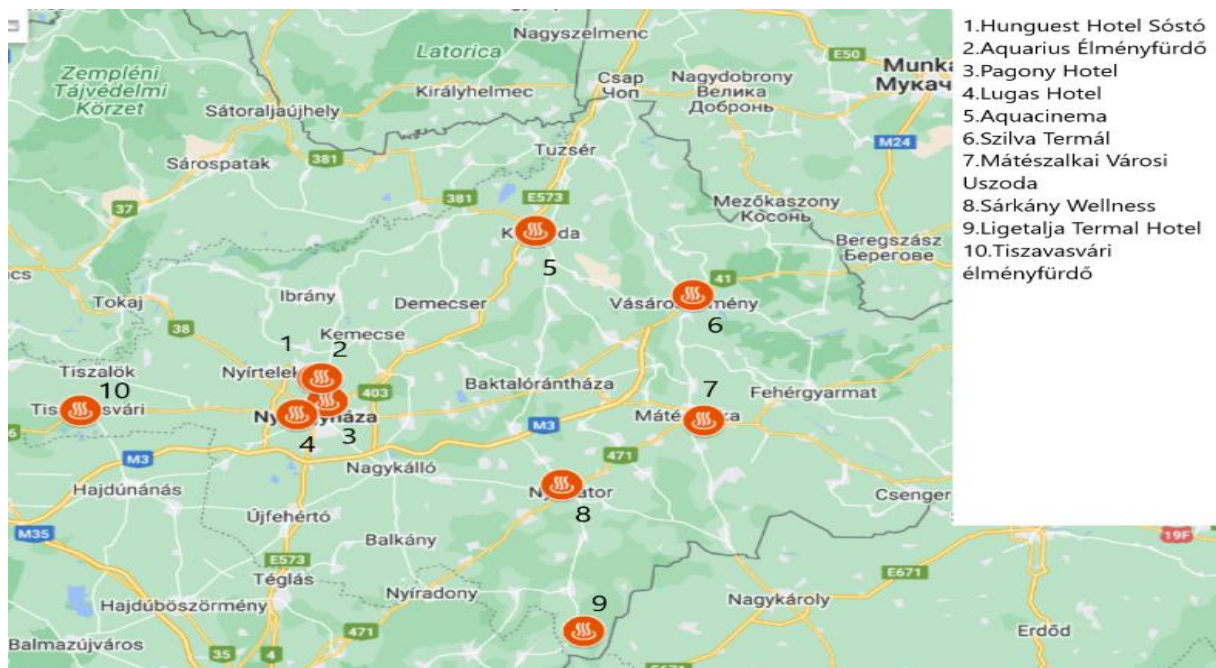 Nagyszelmenc
Latorica
E50
Zempléni
Tájvédelmi
Körzet
Csap
Чоп
Nagydobrony
Велика
Добронь
Мукач
Királyhelmec
Sátoraljaújhely
Tuzsér
M24
381
Sárospatak
381
E573
Mezőkaszony
Косонь
37
Beregszász
Берегове
5
41
Ibrány
Demecser
Tokaj
6
38
Kemecse
1
2
Tiszalök
10
403
Baktalórántháza
7
Fehérgyarmat
4
3
M3
M3
Nagykálló
471
Hajdúnánás
8
Csenger
Újfehértó
M35
Balkány
19F
E573
Téglás
E671
Nyíradony
9
Nagykároly
Hajdúböszörmény
471
Erdőd
Balmazújváros
35
4
E671
1.Hunguest Hotel Sóstó
2.Aquarius Élményfürdő
3.Pagony Hotel
4.Lugas Hotel
5.Aquacinema
6.Szilva Termál
7.Mátészalkai Városi
Uszoda
8.Sárkány Wellness
9.Ligetalja Termal Hotel
10.Tiszavasvári
élményfürdő